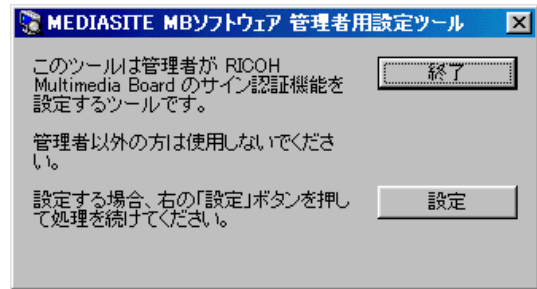 MEDIASITE MBソフトウェア 管理者用設定ツール
このツールは管理者が RICOH
Multimedia Board のサイン認証機能を
設定するツールです。
終了
管理者以外の方は使用しないでくださ
い。
設定する場合、右の「設定」ボタンを押し
て処理を続けてください。
設定